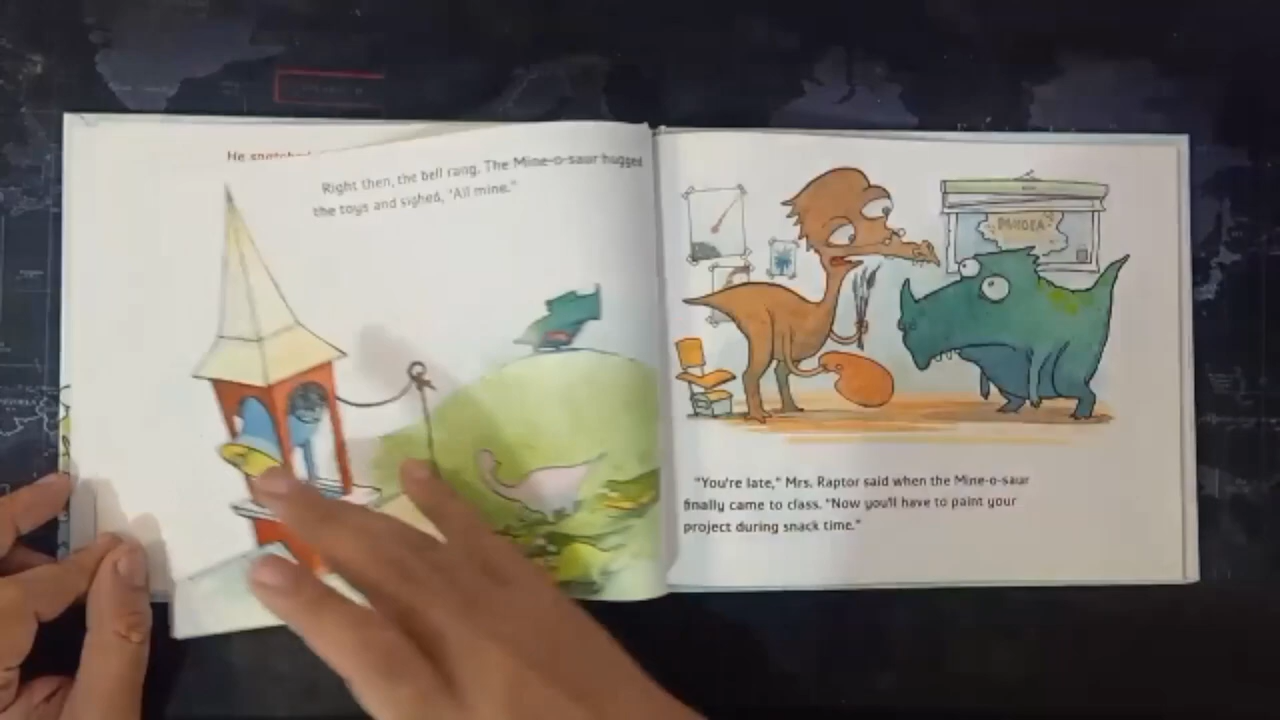 He snatched
Right then, the bell rang. The Mine-o-saur hugged
the toys and sighed, "All mine."
PANGEA
"You're late," Mrs. Raptor said when the Mine-o-saur
finally came to class. "Now you'll have to paint your
project during snack time."